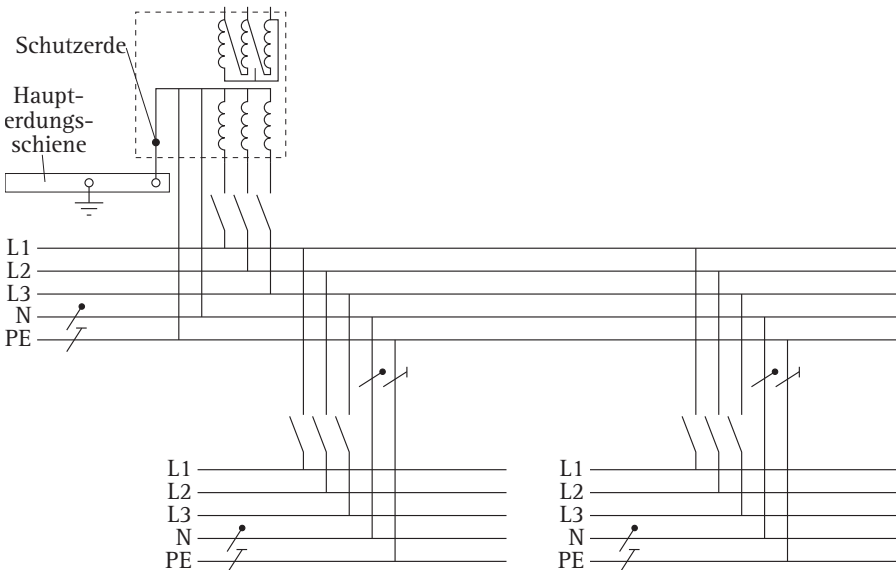 Schutzerde
Haupt-
erdungs-
schiene
L1
L2
L3
N
PE
L1
L2
L3
N
PE
L1
L2
L3
N
PE